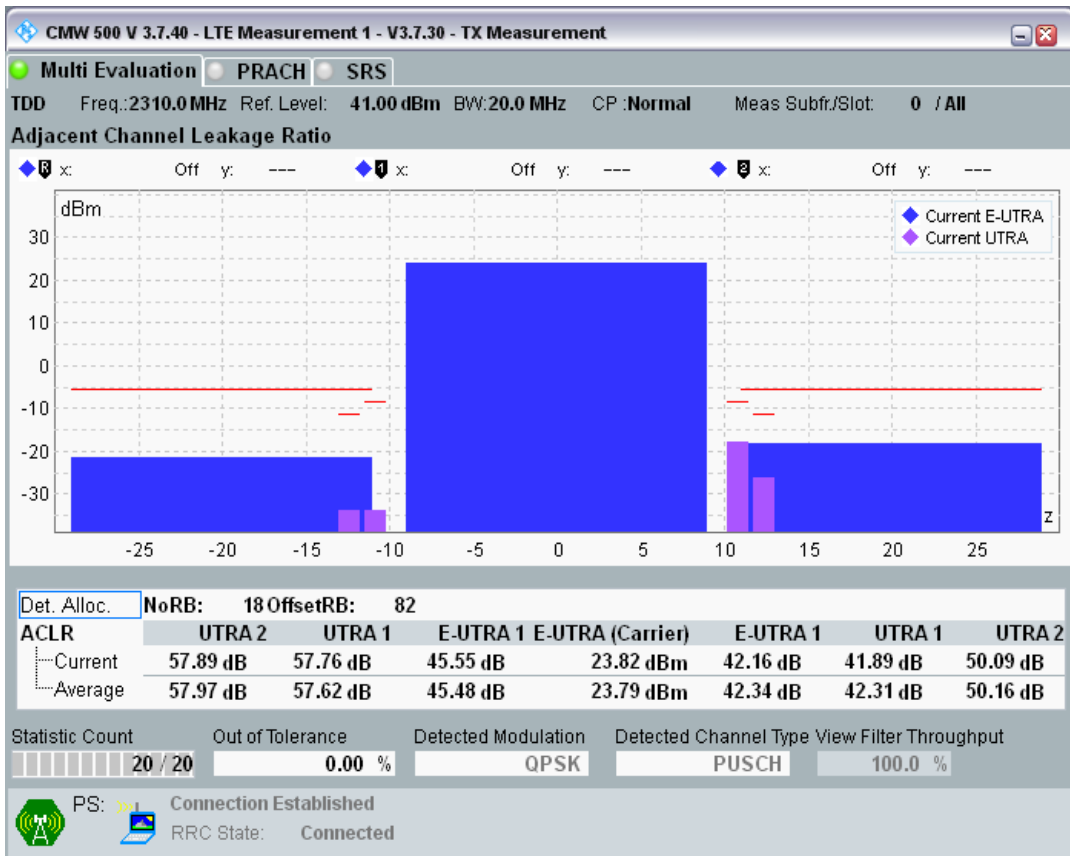 CMW 500 V 3.7.40 - LTE Measurement 1 - V3.7.30 - TX Measurement
Multi Evaluation PRACH SRS
TDD Freq.:2310.0 MHz Ref. Level: 41.00 dBm BW:20.0 MHz CP :Normal Meas Subfr./Slot: 0 / All
Adjacent Channel Leakage Ratio
R x: Off y: --- 1 x: Off y: --- 2 x: Off y: ---
dBm
Current E-UTRA
Current UTRA
30
20
10
0
-10
-20
-30
z
-25 -20 -15 -10 -5 0 5 10 15 20 25
Det. Alloc. NoRB: 18 OffsetRB: 82
ACLR UTRA 2 UTRA 1 E-UTRA 1 E-UTRA (Carrier) E-UTRA 1 UTRA 1 UTRA 2
Current 57.89 dB 57.76 dB 45.55 dB 23.82 dBm 42.16 dB 41.89 dB 50.09 dB
Average 57.97 dB 57.62 dB 45.48 dB 23.79 dBm 42.34 dB 42.31 dB 50.16 dB
Statistic Count Out of Tolerance Detected Modulation Detected Channel Type View Filter Throughput
20 / 20 0.00 % QPSK PUSCH 100.0 %
PS: Connection Established
RRC State: Connected